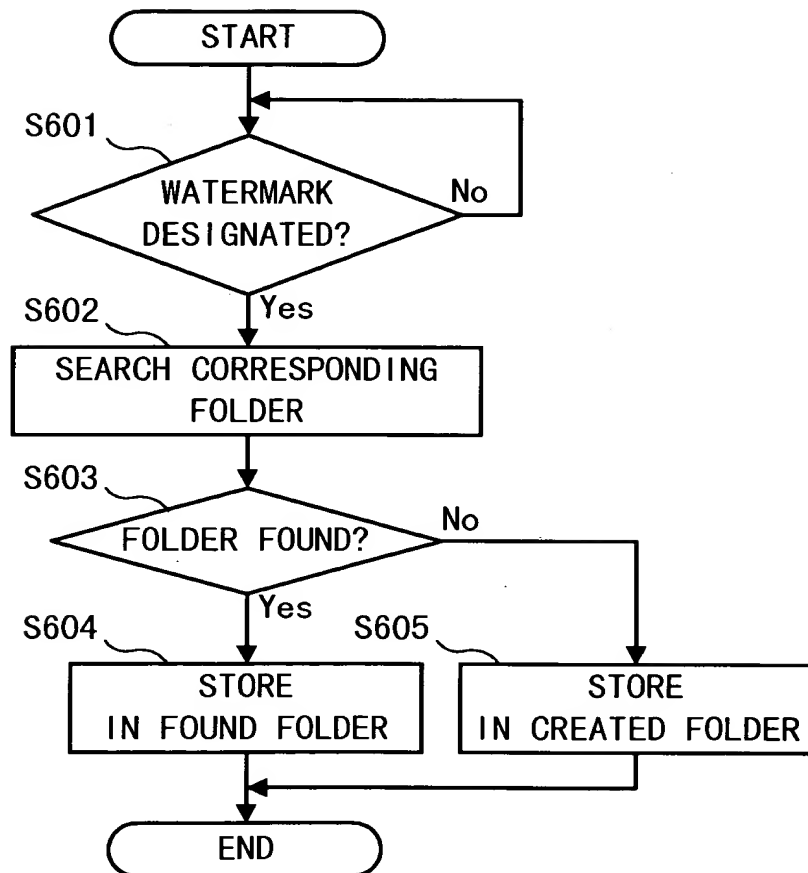 START
S601
WATERMARK
DESIGNATED?
No
Yes
S602
SEARCH CORRESPONDING
FOLDER
S603
FOLDER FOUND?
No
Yes
S604
STORE
IN FOUND FOLDER
S605
STORE
IN CREATED FOLDER
END